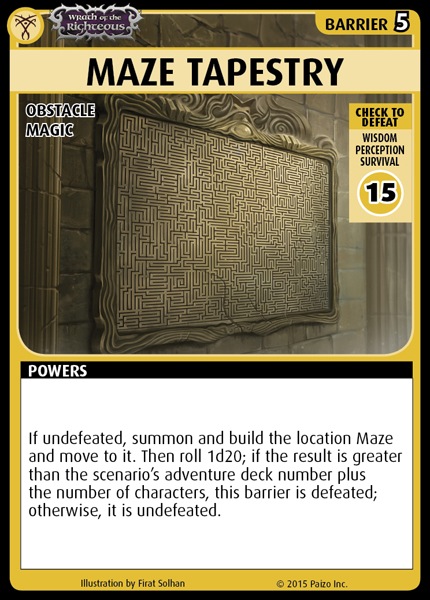 Wrath of the
Righteous
BARRIER 5
MAZE TAPESTRY
OBSTACLE
MAGIC
CHECK TO
DEFEAT
WISDOM
PERCEPTION
SURVIVAL
15
POWERS
If undefeated, summon and build the location Maze
and move to it. Then roll 1d20; if the result is greater
than the scenario’s adventure deck number plus
the number of characters, this barrier is defeated;
otherwise, it is undefeated.
Illustration by Firat Solhan
© 2015 Paizo Inc.